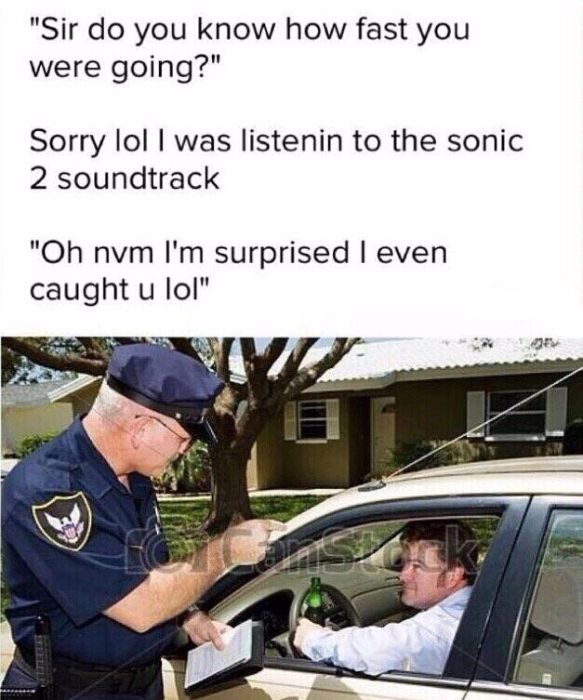 "Sir do you know how fast you
were going?"
Sorry lol I was listenin to the sonic
2 soundtrack
"Oh nvm I'm surprised I even
caught u lol"
CanStock